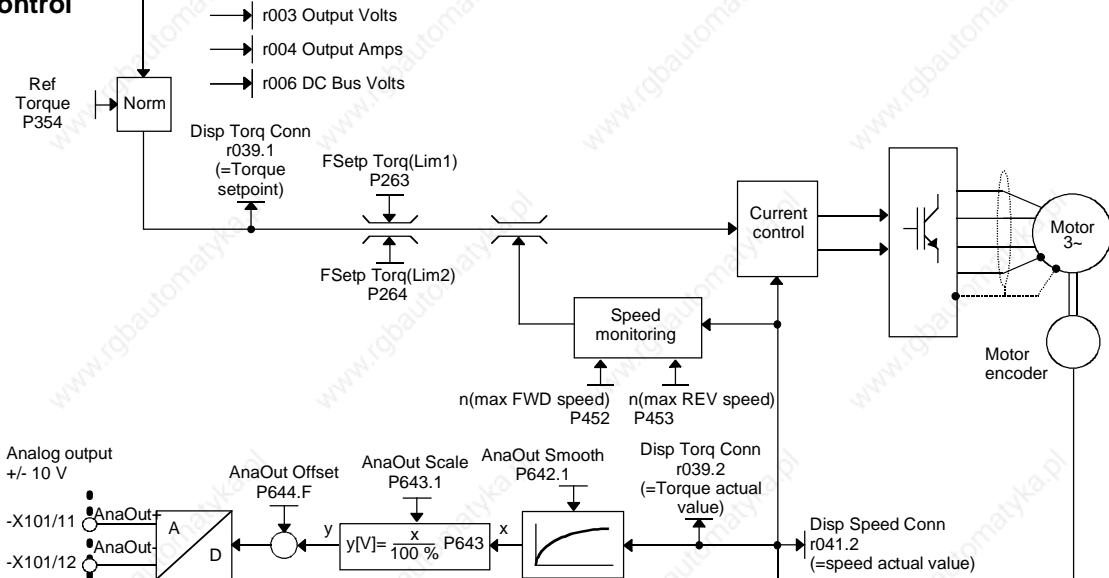 ontrol
r003 Output Volts
r004 Output Amps
r006 DC Bus Volts
Ref
Torque
P354
Norm
Disp Torq Conn
r039.1
(=Torque
setpoint)
FSetp Torq(Lim1)
P263
FSetp Torq(Lim2)
P264
Current
control
Motor
3~
Speed
monitoring
Motor
encoder
n(max FWD speed)
P452
n(max REV speed)
P453
Analog output
+/- 10 V
AnaOut Offset
P644.F
AnaOut Scale
P643.1
AnaOut Smooth
P642.1
Disp Torq Conn
r039.2
(=Torque actual
value)
-X101/11
AnaOut+
-X101/12
AnaOut-
A
D
y
y[V]= x / 100 % P643
x
Disp Speed Conn
r041.2
(=speed actual value)
www.rgbautomatyka.pl